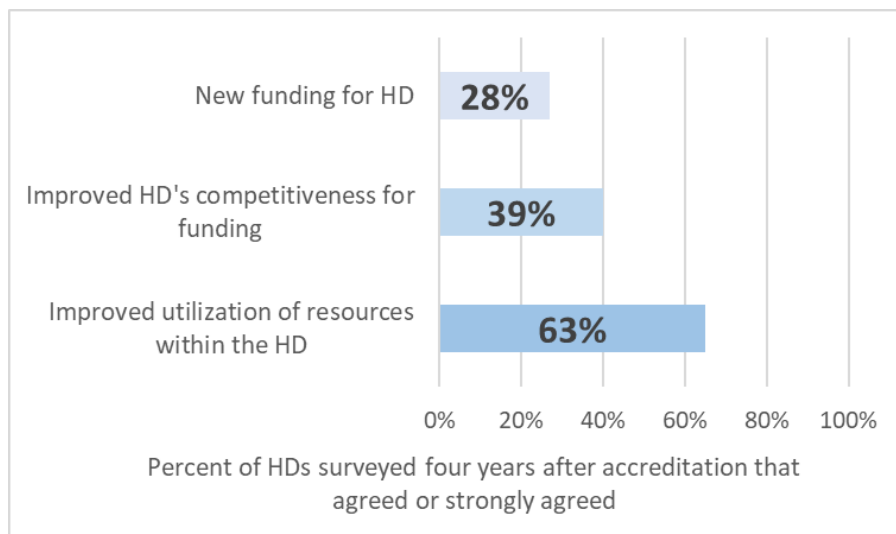 New funding for HD
28%
Improved HD's competitiveness for
funding
39%
Improved utilization of resources
within the HD
63%
0% 20% 40% 60% 80% 100%
Percent of HDs surveyed four years after accreditation that
agreed or strongly agreed